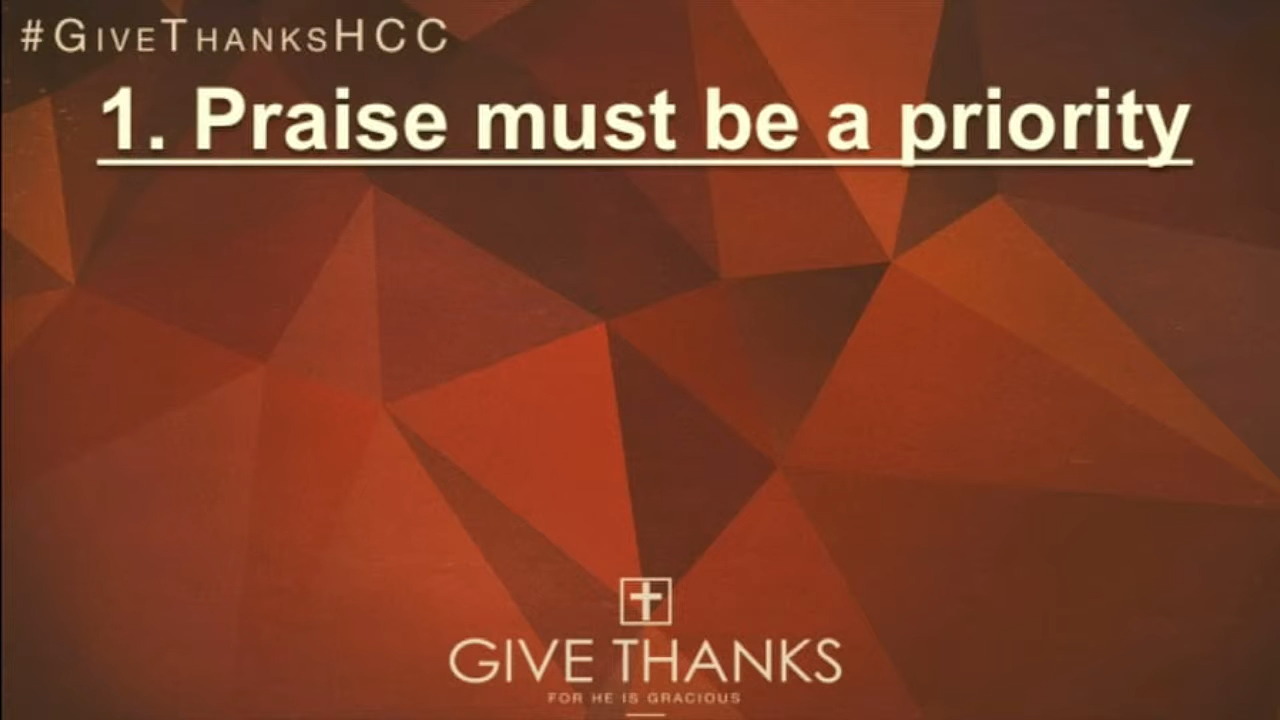 #GiveThanksHCC
1. Praise must be a priority
GIVE THANKS
FOR HE IS GRACIOUS